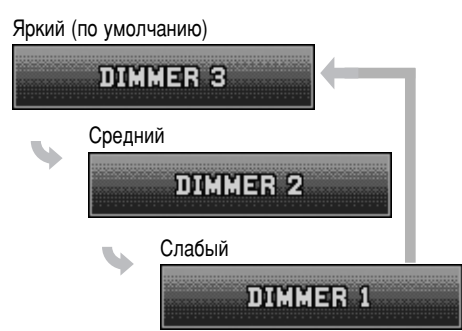 Яркий (по умолчанию)
DIMMER 3
Средний
DIMMER 2
Слабый
DIMMER 1